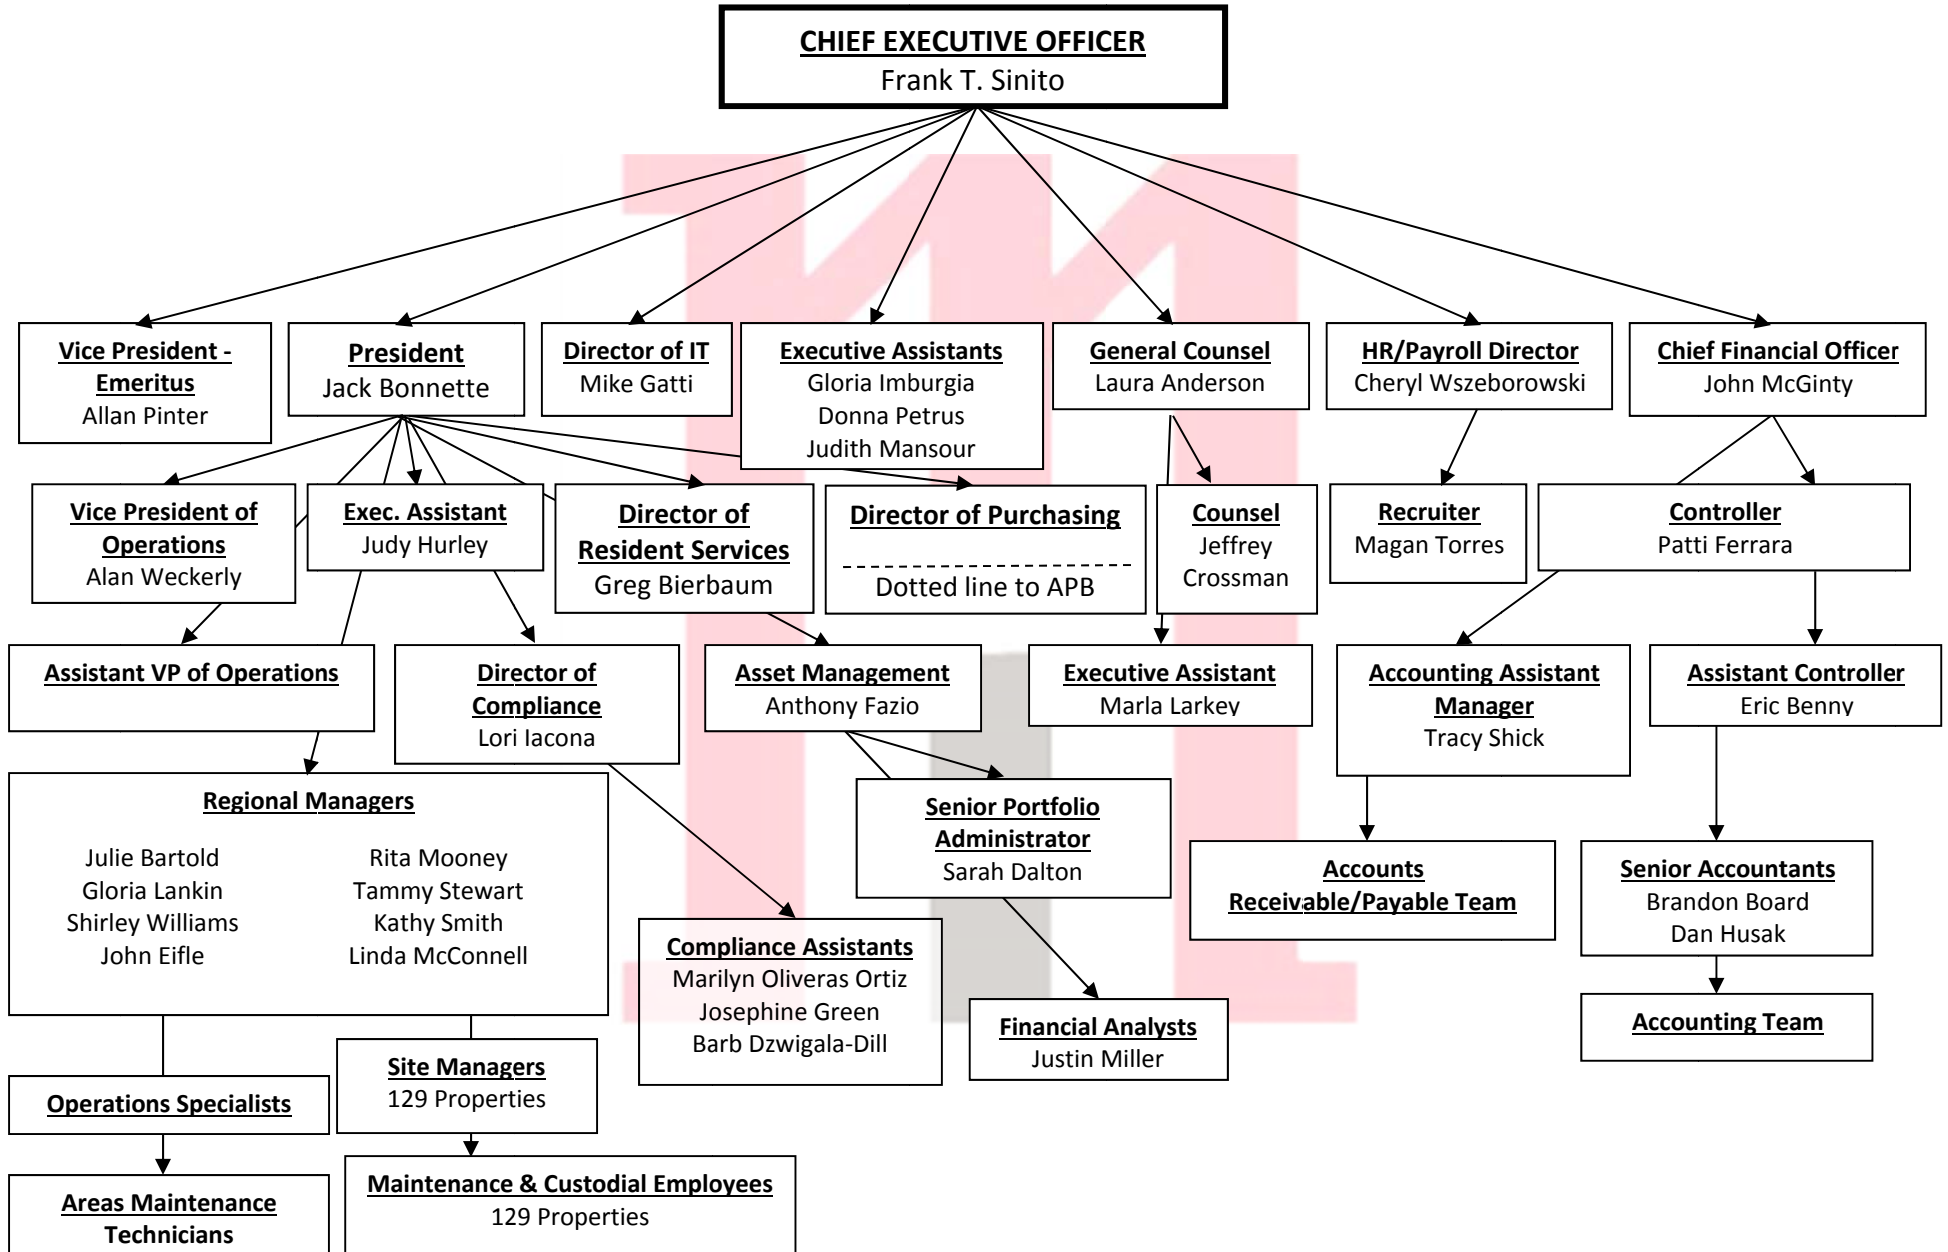 CHIEF EXECUTIVE OFFICER
Frank T. Sinito
Vice President -
Emeritus
Allan Pinter
President
Jack Bonnette
Director of IT
Mike Gatti
Executive Assistants
Gloria Imburgia
Donna Petrus
Judith Mansour
General Counsel
Laura Anderson
HR/Payroll Director
Cheryl Wszeborowski
Chief Financial Officer
John McGinty
Vice President of
Operations
Alan Weckerly
Exec. Assistant
Judy Hurley
Director of
Resident Services
Greg Bierbaum
Director of Purchasing
Dotted line to APB
Counsel
Jeffrey
Crossman
Recruiter
Magan Torres
Controller
Patti Ferrara
Assistant VP of Operations
Director of
Compliance
Lori Iacona
Asset Management
Anthony Fazio
Executive Assistant
Marla Larkey
Accounting Assistant
Manager
Tracy Shick
Assistant Controller
Eric Benny
Regional Managers
Julie Bartold
Gloria Lankin
Shirley Williams
John Eifle
Rita Mooney
Tammy Stewart
Kathy Smith
Linda McConnell
Senior Portfolio
Administrator
Sarah Dalton
Accounts
Receivable/Payable Team
Senior Accountants
Brandon Board
Dan Husak
Compliance Assistants
Marilyn Oliveras Ortiz
Josephine Green
Barb Dzwigala-Dill
Financial Analysts
Justin Miller
Accounting Team
Operations Specialists
Site Managers
129 Properties
Areas Maintenance
Technicians
Maintenance & Custodial Employees
129 Properties